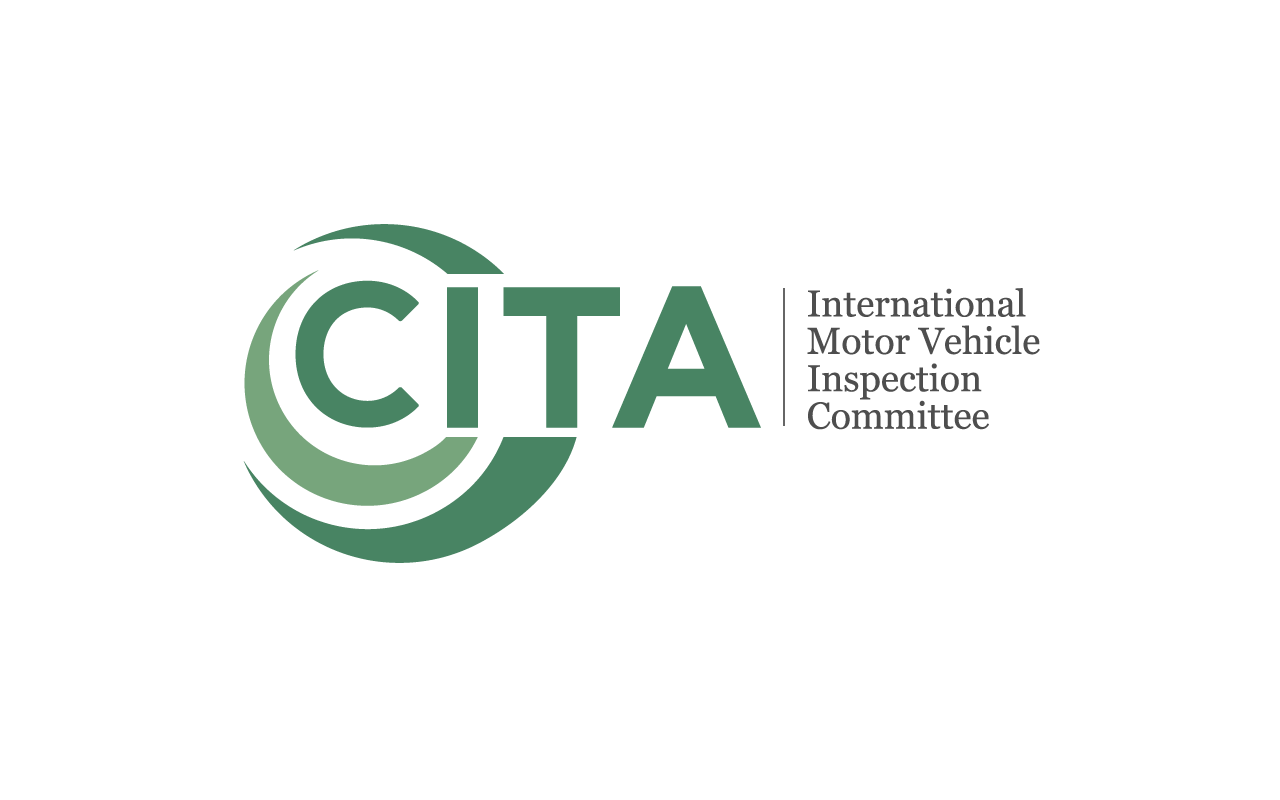 CITA
International
Motor Vehicle
Inspection
Committee